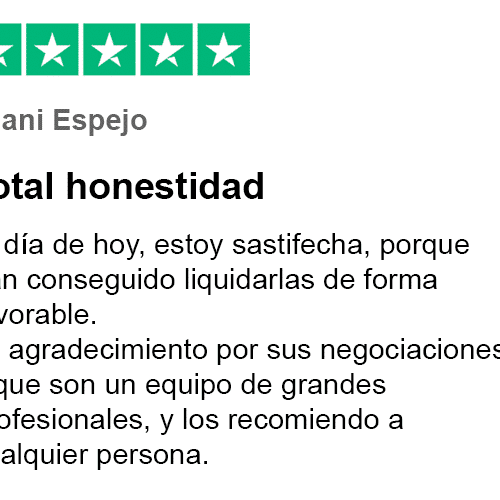 ani Espejo
otal honestidad
día de hoy, estoy sastifecha, porque
an conseguido liquidarlas de forma
vorable.
agradecimiento por sus negociaciones
que son un equipo de grandes
ofesionales, y los recomiendo a
alquier persona.